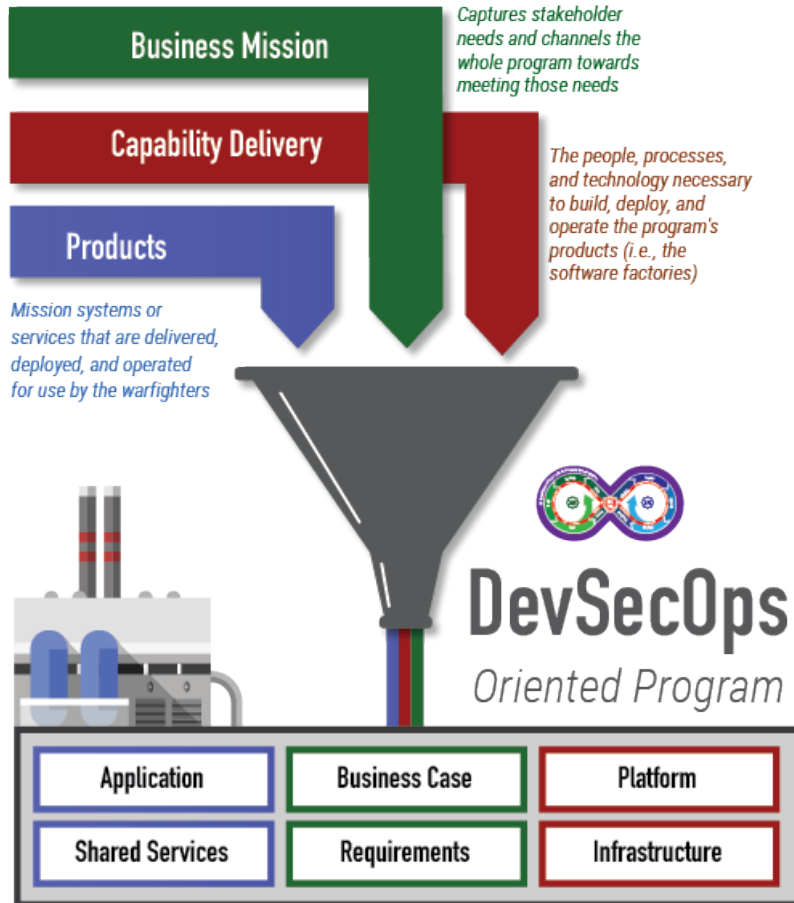 Business Mission
Captures stakeholder
needs and channels the
whole program towards
meeting those needs
Capability Delivery
The people, processes,
and technology necessary
to build, deploy, and
operate the program's
products (i.e., the
software factories)
Products
Mission systems or
services that are delivered,
deployed, and operated
for use by the warfighters
DevSecOps
Oriented Program
Application
Business Case
Platform
Shared Services
Requirements
Infrastructure